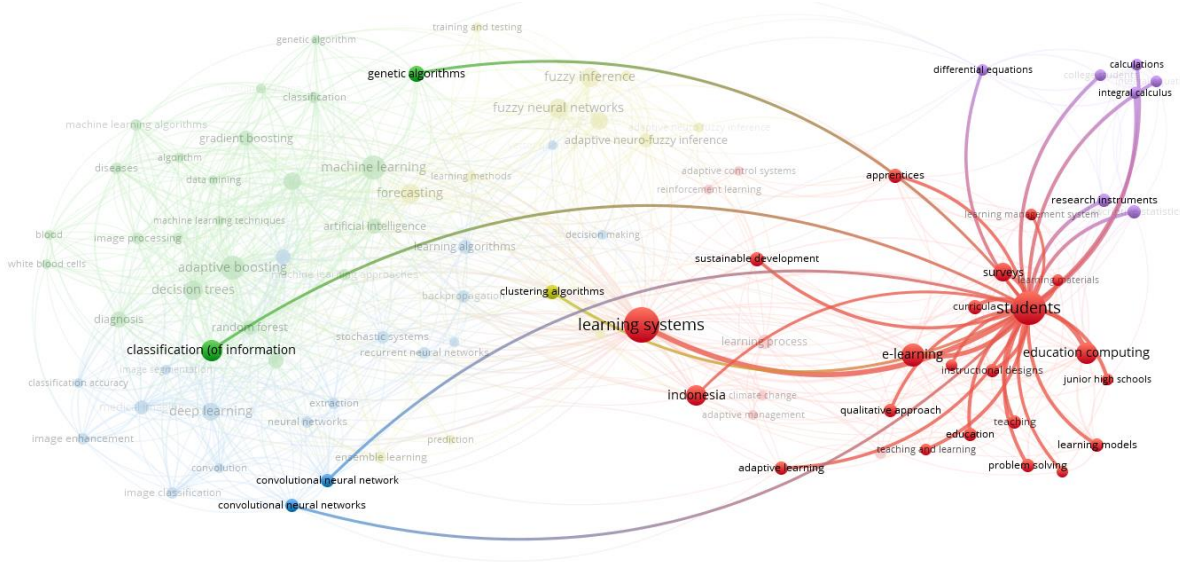 training and testing
genetic algorithm
genetic algorithms
fuzzy inference
differential equations
calculations
integral calculus
classification
fuzzy neural networks
machine learning algorithms
gradient boosting
adaptive neuro-fuzzy inference
algorithm
diseases
data mining
machine learning
learning methods
adaptive control systems
apprentices
forecasting
reinforcement learning
research instruments
learning management system
machine learning techniques
artificial intelligence
blood
image processing
learning algorithms
decision making
white blood cells
adaptive boosting
machine learning approaches
sustainable development
surveys
learning materials
decision trees
clustering algorithms
backpropagation
curricula
students
diagnosis
random forest
learning systems
stochastic systems
learning process
classification (of information
recurrent neural networks
e-learning
education computing
image segmentation
instructional designs
classification accuracy
junior high schools
indonesia
climate change
extraction
deep learning
adaptive management
qualitative approach
neural networks
teaching
image enhancement
prediction
education
learning models
ensemble learning
teaching and learning
convolution
adaptive learning
problem solving
convolutional neural network
image classification
convolutional neural networks